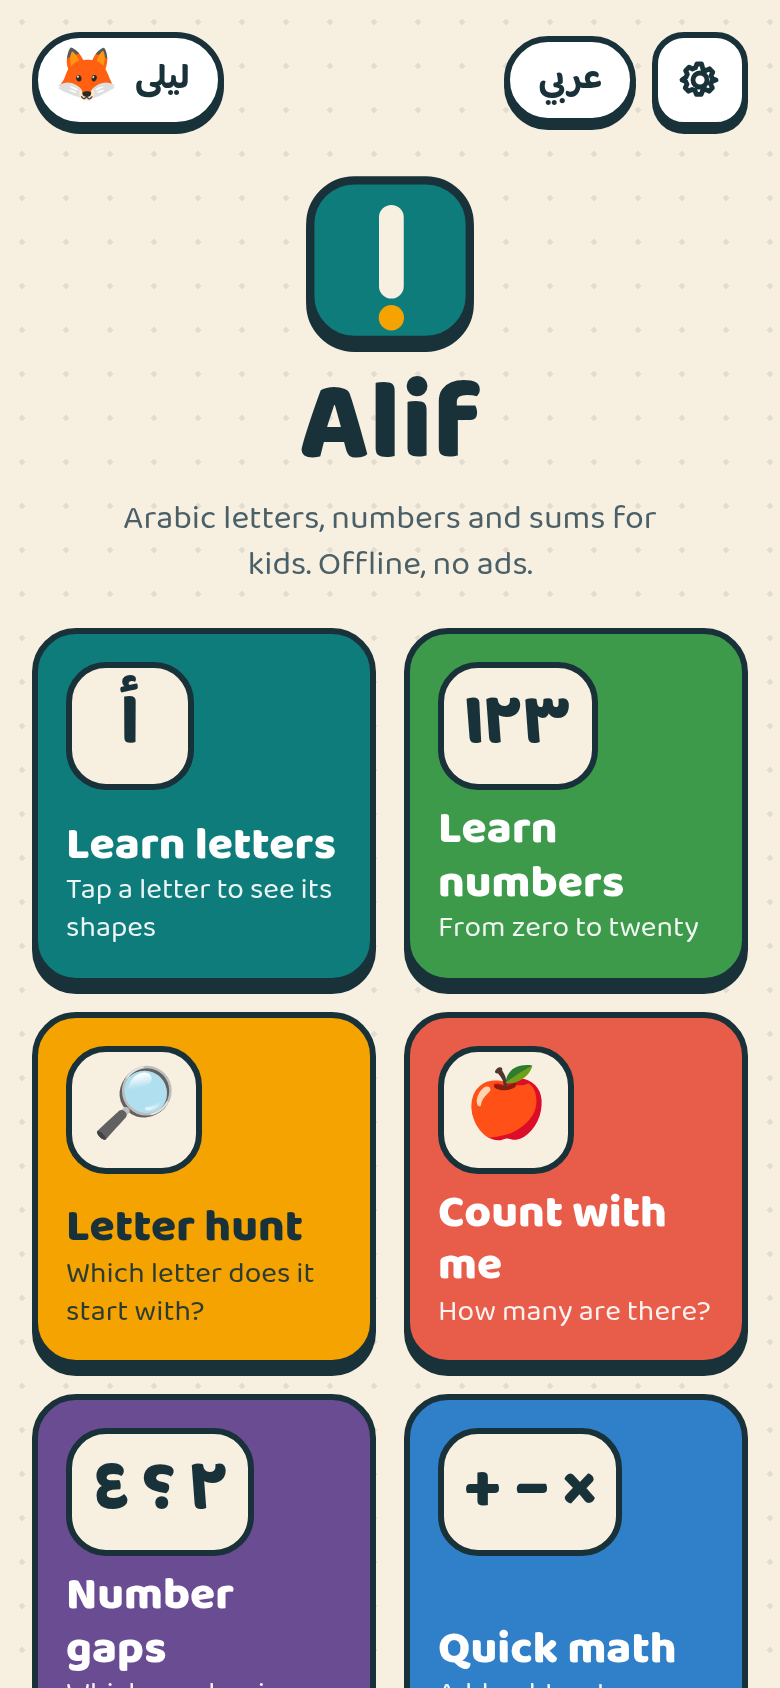 ليلى
عربي
Alif
Arabic letters, numbers and sums for
kids. Offline, no ads.
أ
Learn letters
Tap a letter to see its
shapes
١٢٣
Learn
numbers
From zero to twenty
Letter hunt
Which letter does it
start with?
Count with
me
How many are there?
٢ ؟ ٤
Number
gaps
+ − ×
Quick math